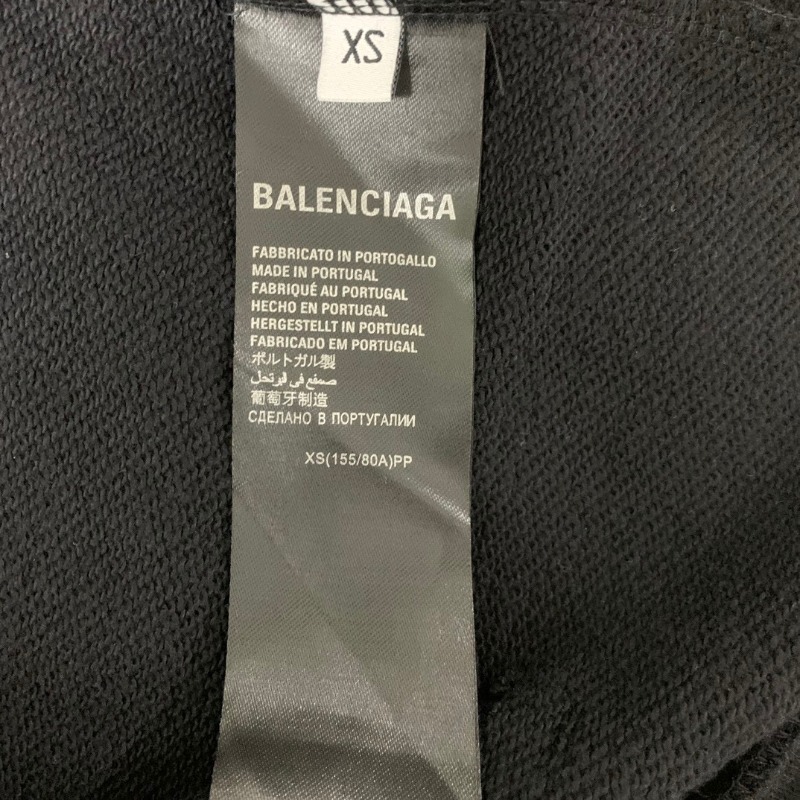 XS
BALENCIAGA
FABBRICATO IN PORTOGALLO
MADE IN PORTUGAL
FABRIQUÉ AU PORTUGAL
HECHO EN PORTUGAL
HERGESTELLT IN PORTUGAL
FABRICADO EM PORTUGAL
ポルトガル製
صمفع في البرتحل
葡萄牙制造
СДЕЛАНО В ПОРТУГАЛИИ
XS(155/80A)PP